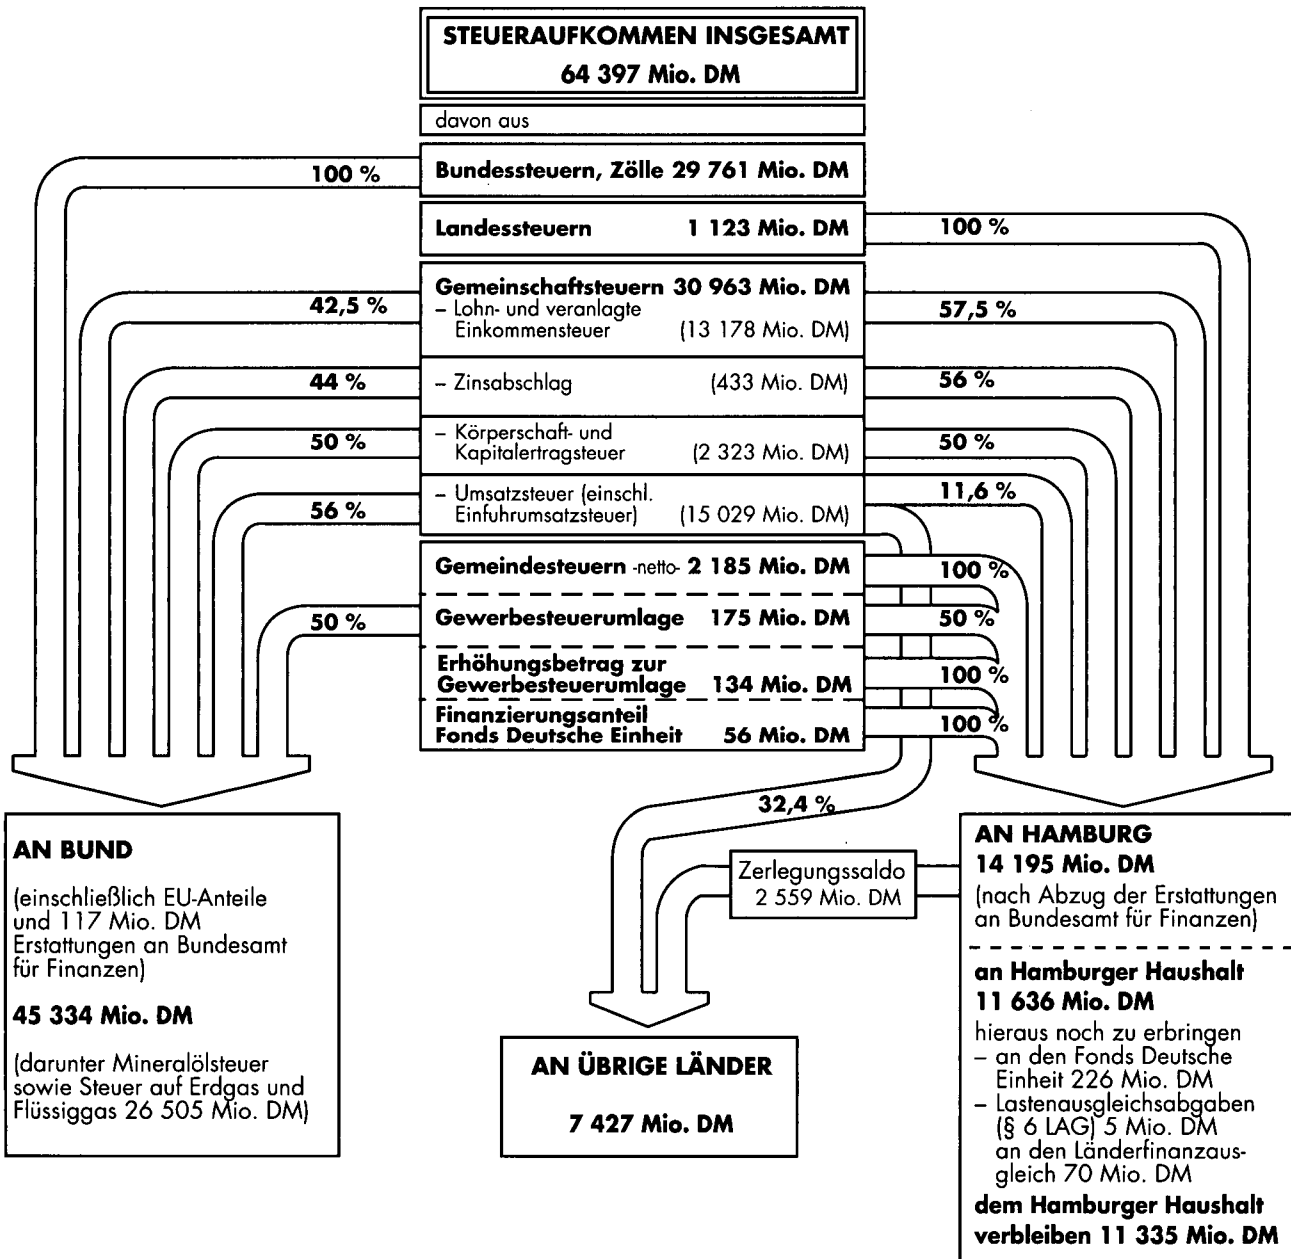 STEUERAUFKOMMEN INSGESAMT
64 397 Mio. DM
davon aus
100 %
Bundessteuern, Zölle 29 761 Mio. DM
Landessteuern 1 123 Mio. DM
100 %
Gemeinschaftsteuern 30 963 Mio. DM
42,5 %
– Lohn- und veranlagte
Einkommensteuer (13 178 Mio. DM)
57,5 %
44 %
– Zinsabschlag (433 Mio. DM)
56 %
50 %
– Körperschaft- und
Kapitalertragsteuer (2 323 Mio. DM)
50 %
56 %
– Umsatzsteuer (einschl.
Einfuhrumsatzsteuer) (15 029 Mio. DM)
11,6 %
Gemeindesteuern -netto- 2 185 Mio. DM
100 %
50 %
Gewerbesteuerumlage 175 Mio. DM
50 %
Erhöhungsbetrag zur
Gewerbesteuerumlage 134 Mio. DM
100 %
Finanzierungsanteil
Fonds Deutsche Einheit 56 Mio. DM
100 %
32,4 %
AN BUND
(einschließlich EU-Anteile
und 117 Mio. DM
Erstattungen an Bundesamt
für Finanzen)
45 334 Mio. DM
(darunter Mineralölsteuer
sowie Steuer auf Erdgas und
Flüssiggas 26 505 Mio. DM)
Zerlegungssaldo
2 559 Mio. DM
AN ÜBRIGE LÄNDER
7 427 Mio. DM
AN HAMBURG
14 195 Mio. DM
(nach Abzug der Erstattungen
an Bundesamt für Finanzen)
an Hamburger Haushalt
11 636 Mio. DM
hieraus noch zu erbringen
– an den Fonds Deutsche
Einheit 226 Mio. DM
– Lastenausgleichsabgaben
(§ 6 LAG) 5 Mio. DM
an den Länderfinanzaus-
gleich 70 Mio. DM
dem Hamburger Haushalt
verbleiben 11 335 Mio. DM